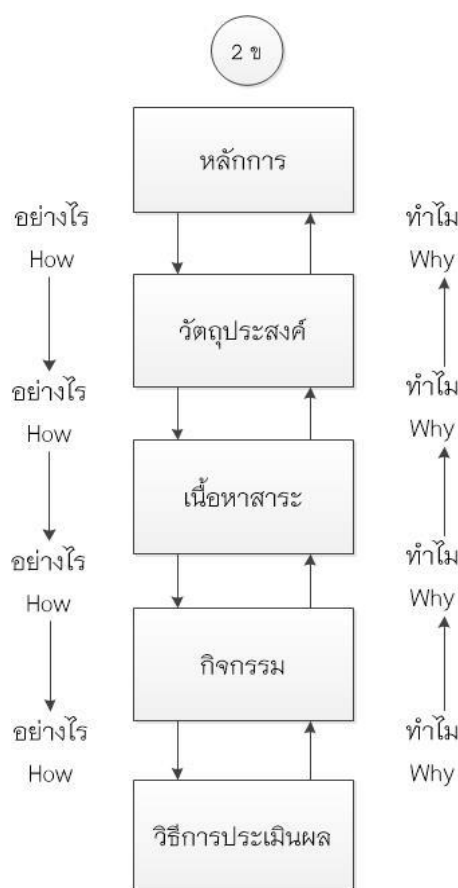 2 ข
หลักการ
อย่างไร
How
ทำไม
Why
วัตถุประสงค์
อย่างไร
How
ทำไม
Why
เนื้อหาสาระ
อย่างไร
How
ทำไม
Why
กิจกรรม
อย่างไร
How
ทำไม
Why
วิธีการประเมินผล